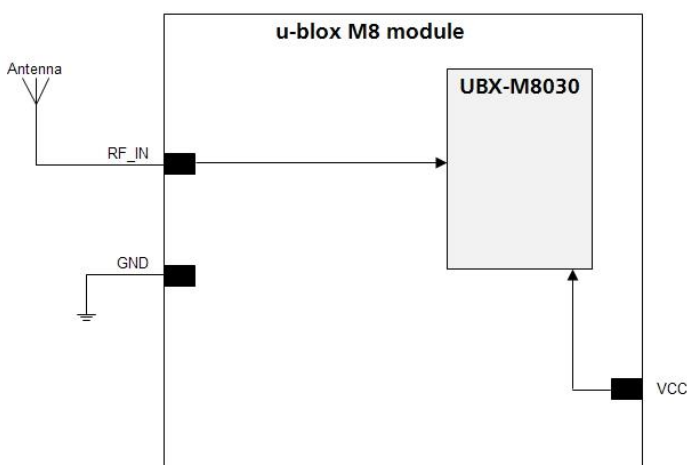 u-blox M8 module
Antenna
UBX-M8030
RF_IN
GND
VCC